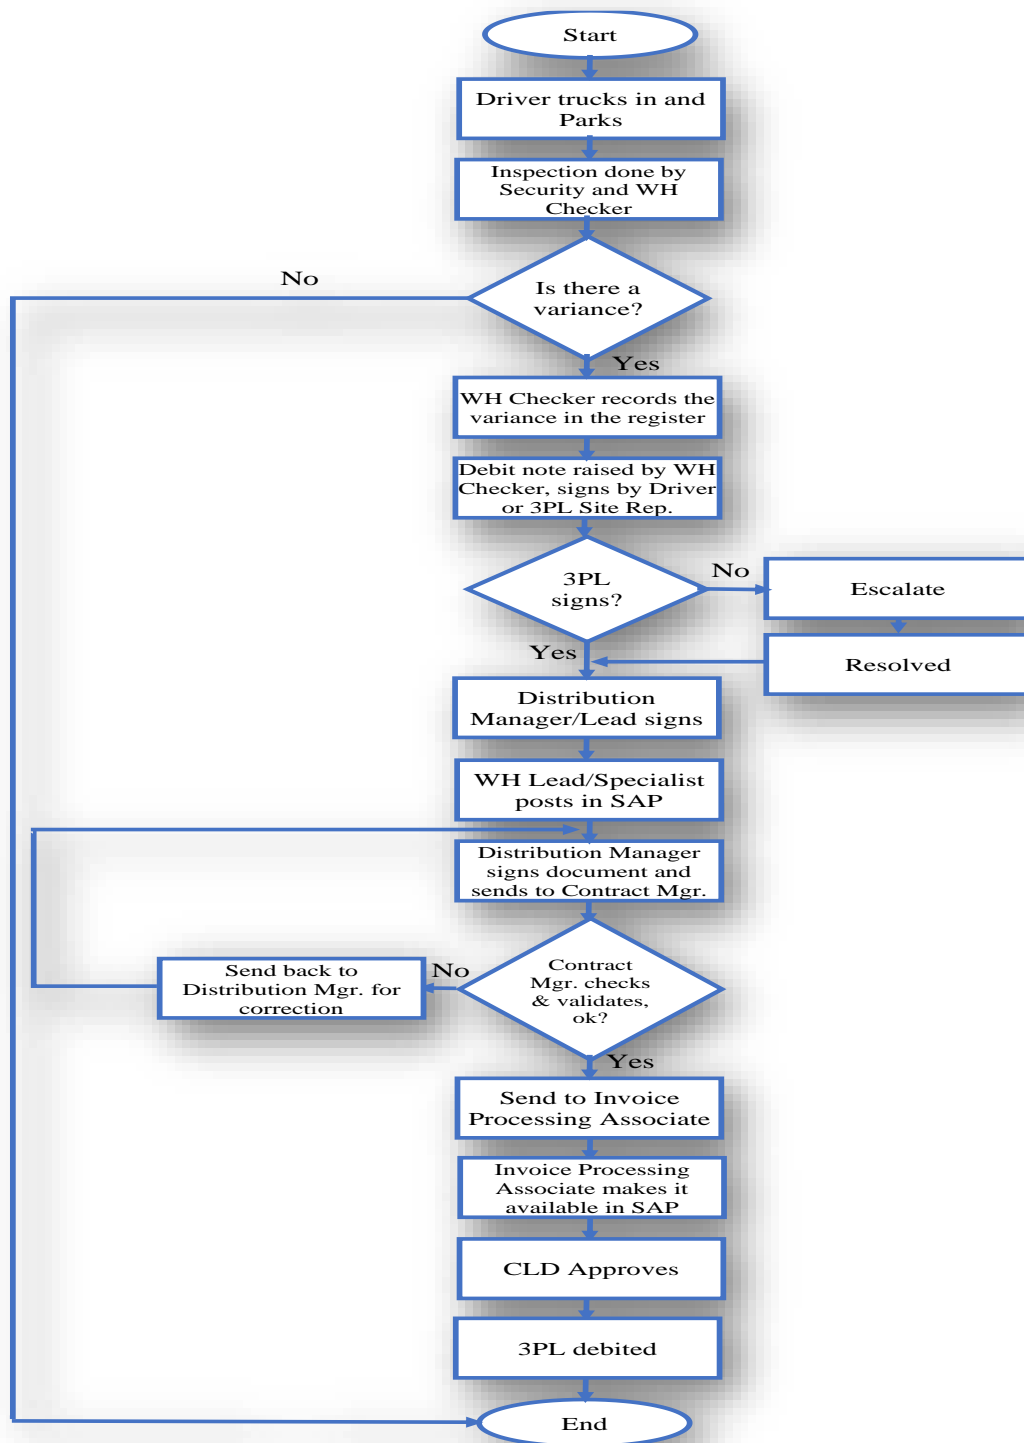 Start
Driver trucks in and
Parks
Inspection done by
Security and WH
Checker
No
Is there a
variance?
Yes
WH Checker records the
variance in the register
Debit note raised by WH
Checker, signs by Driver
or 3PL Site Rep.
3PL
signs?
No
Escalate
Yes
Resolved
Distribution
Manager/Lead signs
WH Lead/Specialist
posts in SAP
Distribution Manager
signs document and
sends to Contract Mgr.
Contract
Mgr. checks
& validates,
ok?
No
Send back to
Distribution Mgr. for
correction
Yes
Send to Invoice
Processing Associate
Invoice Processing
Associate makes it
available in SAP
CLD Approves
3PL debited
End